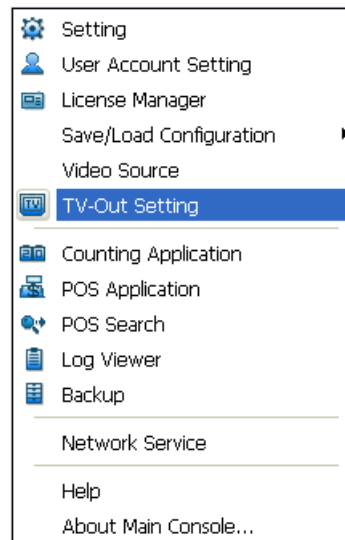 Setting
User Account Setting
License Manager
Save/Load Configuration
Video Source
TV-Out Setting
Counting Application
POS Application
POS Search
Log Viewer
Backup
Network Service
Help
About Main Console...